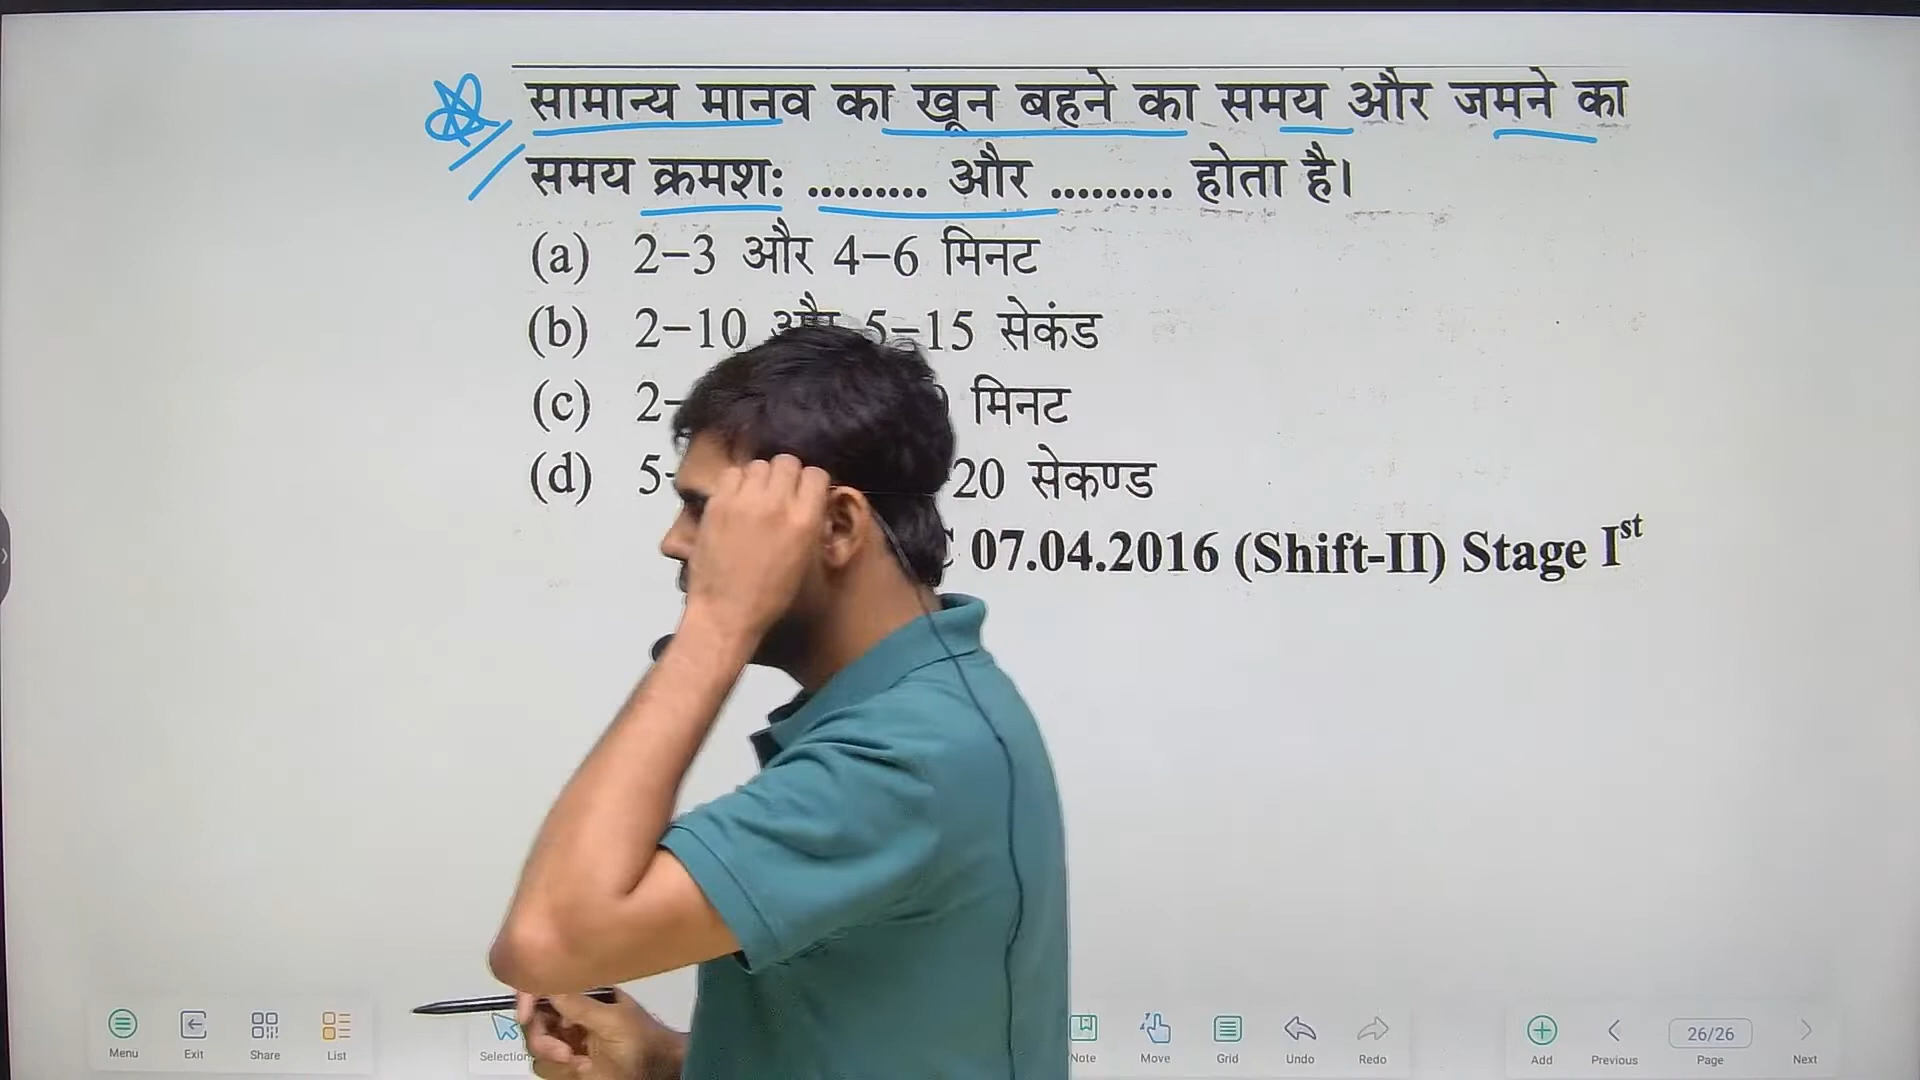 सामान्य मानव का खून बहने का समय और जमने का
समय क्रमशः ......... और ......... होता है।
(a) 2–3 और 4–6 मिनट
(b) 2–10 और 5–15 सेकंड
(c) 2- मिनट
(d) 5- 20 सेकण्ड
07.04.2016 (Shift-II) Stage Ist
Menu Exit Share List Selection Note Move Grid Undo Redo Add Previous 26/26 Page Next